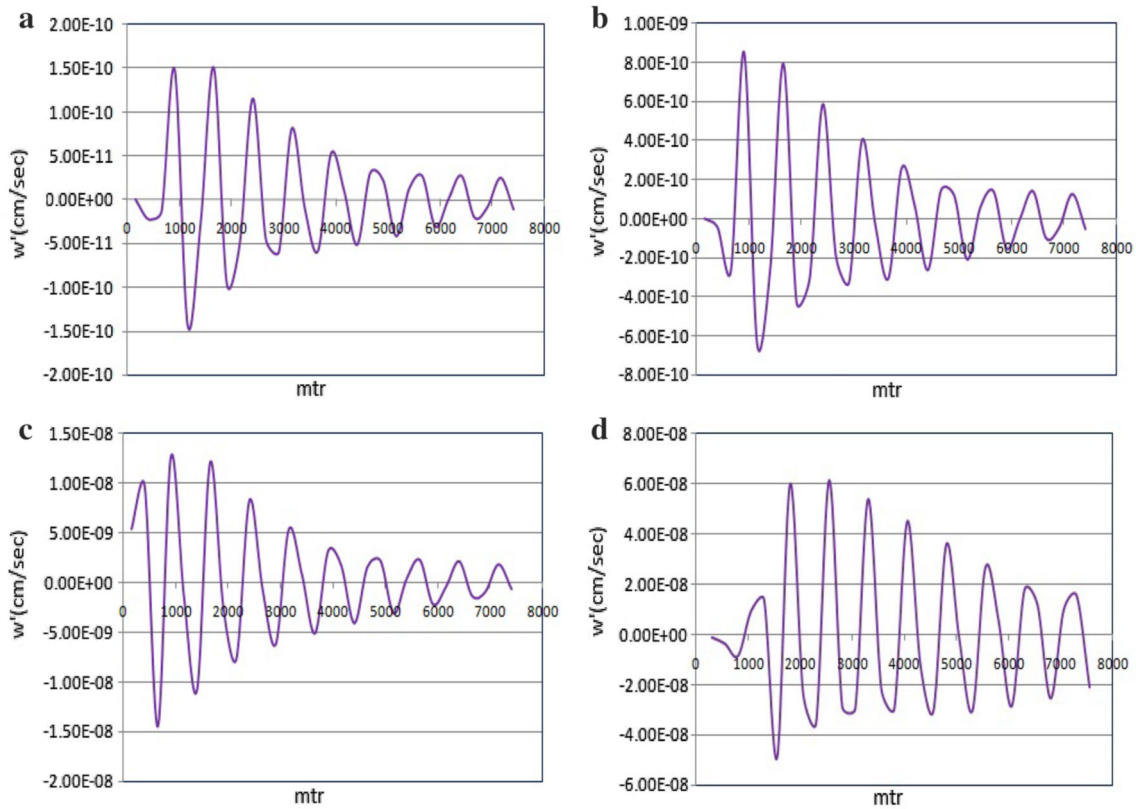 a
2.00E-10
1.50E-10
1.00E-10
5.00E-11
0.00E+00
-5.00E-11
-1.00E-10
-1.50E-10
-2.00E-10
w'(cm/sec)
0 1000 2000 3000 4000 5000 6000 7000 8000
mtr
b
1.00E-09
8.00E-10
6.00E-10
4.00E-10
2.00E-10
0.00E+00
-2.00E-10
-4.00E-10
-6.00E-10
-8.00E-10
w'(cm/sec)
0 1000 2000 3000 4000 5000 6000 7000 8000
mtr
c
1.50E-08
1.00E-08
5.00E-09
0.00E+00
-5.00E-09
-1.00E-08
-1.50E-08
-2.00E-08
w'(cm/sec)
0 1000 2000 3000 4000 5000 6000 7000 8000
mtr
d
8.00E-08
6.00E-08
4.00E-08
2.00E-08
0.00E+00
-2.00E-08
-4.00E-08
-6.00E-08
w'(cm/sec)
0 1000 2000 3000 4000 5000 6000 7000 8000
mtr